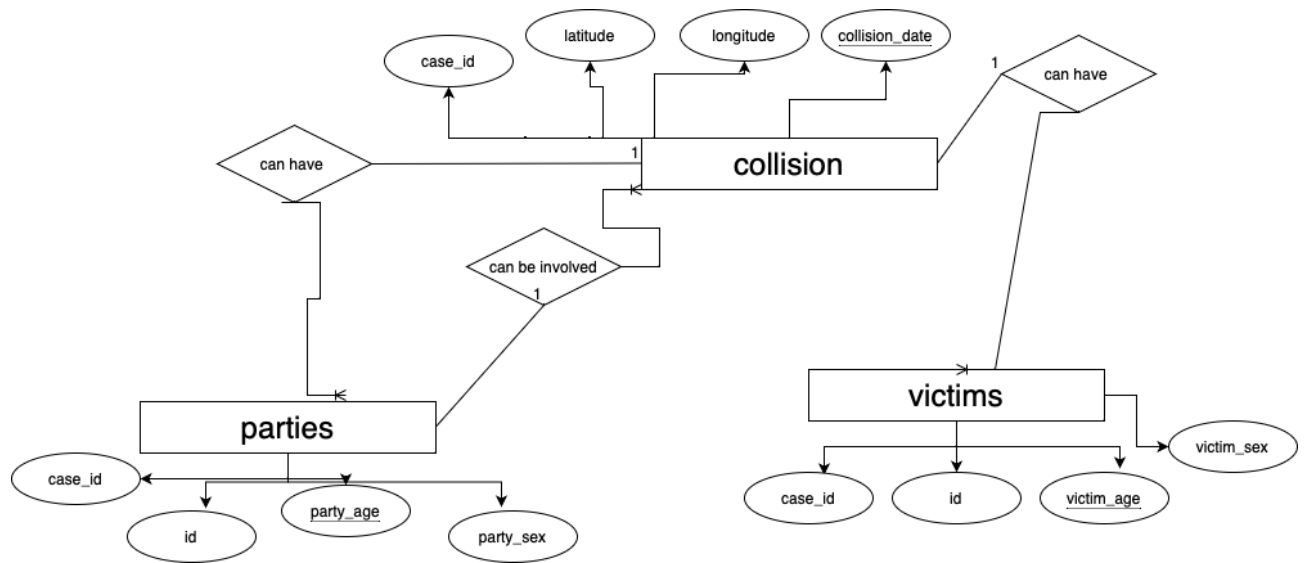 latitude
longitude
collision_date
case_id
1
can have
can have
1
collision
can be involved
1
victims
parties
victim_sex
case_id
case_id
id
victim_age
party_age
id
party_sex